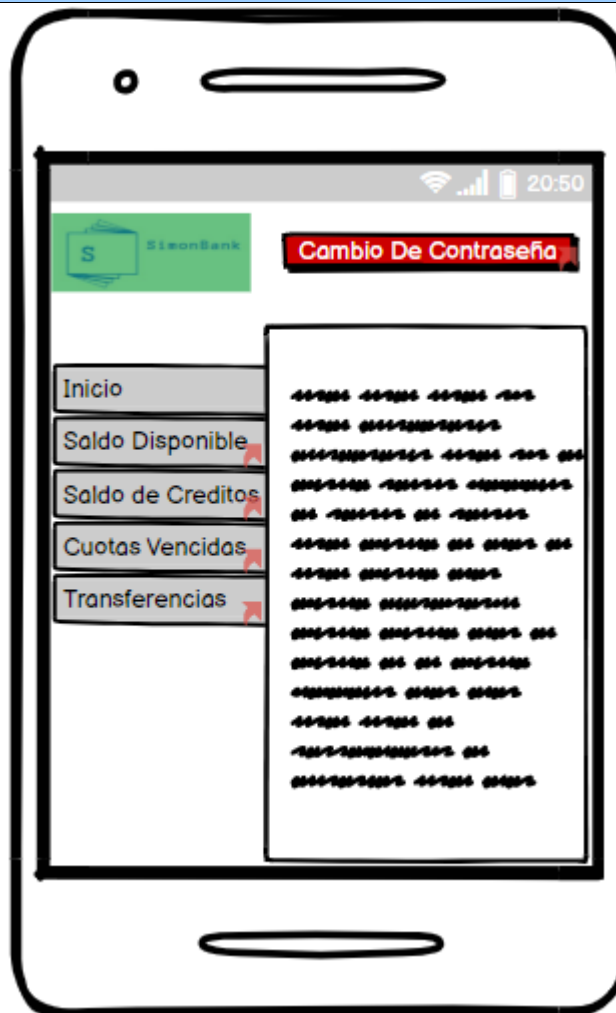 20:50
S
SimonBank
Cambio De Contraseña
Inicio
Saldo Disponible
Saldo de Creditos
Cuotas Vencidas
Transferencias